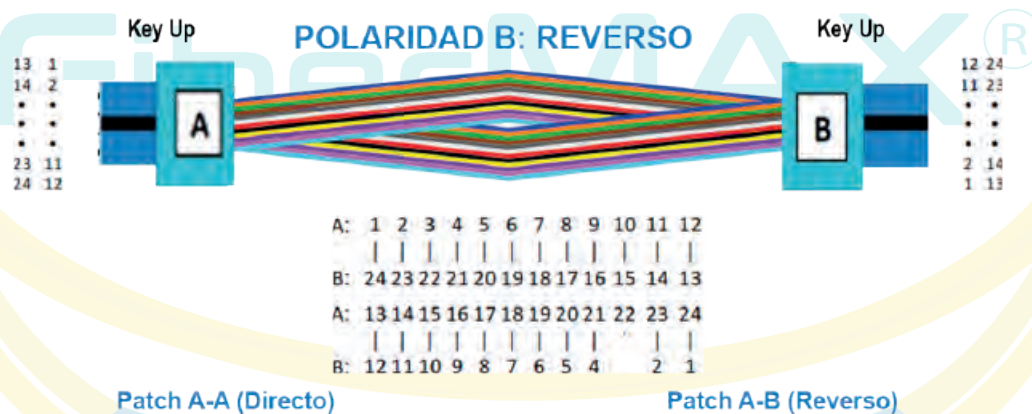 FiberMAX®
Key Up
POLARIDAD B: REVERSO
Key Up
13 1
14 2
23 11
24 12
A
B
12 24
11 23
2 14
1 13
A: 1 2 3 4 5 6 7 8 9 10 11 12
B: 24 23 22 21 20 19 18 17 16 15 14 13
A: 13 14 15 16 17 18 19 20 21 22 23 24
B: 12 11 10 9 8 7 6 5 4 2 1
Patch A-A (Directo)
Patch A-B (Reverso)